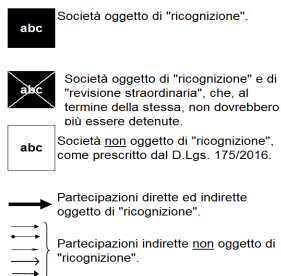 abc
Società oggetto di "ricognizione".
abc
Società oggetto di "ricognizione" e di
"revisione straordinaria", che, al
termine della stessa, non dovrebbero
più essere detenute.
abc
Società non oggetto di "ricognizione",
come prescritto dal D.Lgs. 175/2016.
Partecipazioni dirette ed indirette
oggetto di "ricognizione".
Partecipazioni indirette non oggetto di
"ricognizione".